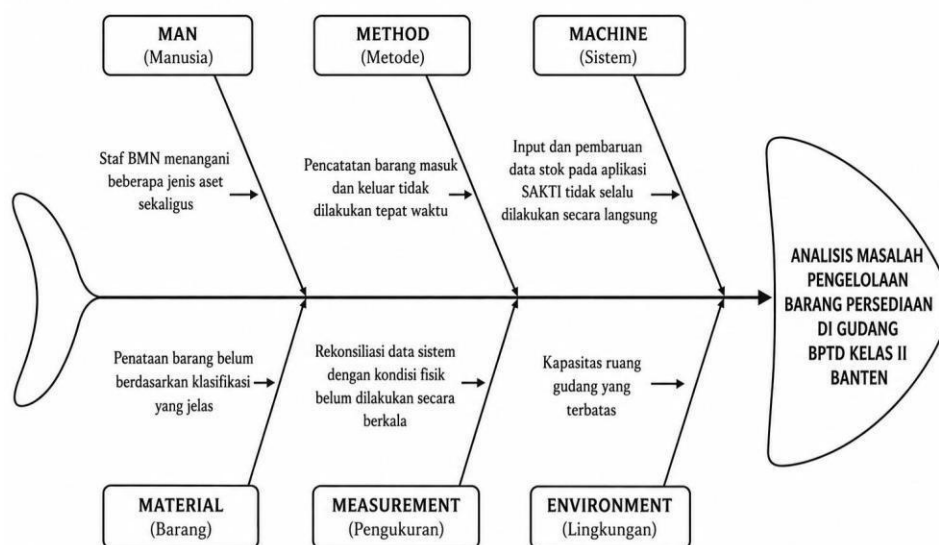 MAN
(Manusia)
METHOD
(Metode)
MACHINE
(Sistem)
Staf BMN menangani
beberapa jenis aset
sekaligus
Pencatatan barang masuk
dan keluar tidak
dilakukan tepat waktu
Input dan pembaruan
data stok pada aplikasi
SAKTI tidak selalu
dilakukan secara langsung
ANALISIS MASALAH
PENGELOLAAN
BARANG PERSEDIAAN
DI GUDANG
BPTD KELAS II
BANTEN
Penataan barang belum
berdasarkan klasifikasi
yang jelas
Rekonsiliasi data sistem
dengan kondisi fisik
belum dilakukan secara
berkala
Kapasitas ruang
gudang yang
terbatas
MATERIAL
(Barang)
MEASUREMENT
(Pengukuran)
ENVIRONMENT
(Lingkungan)